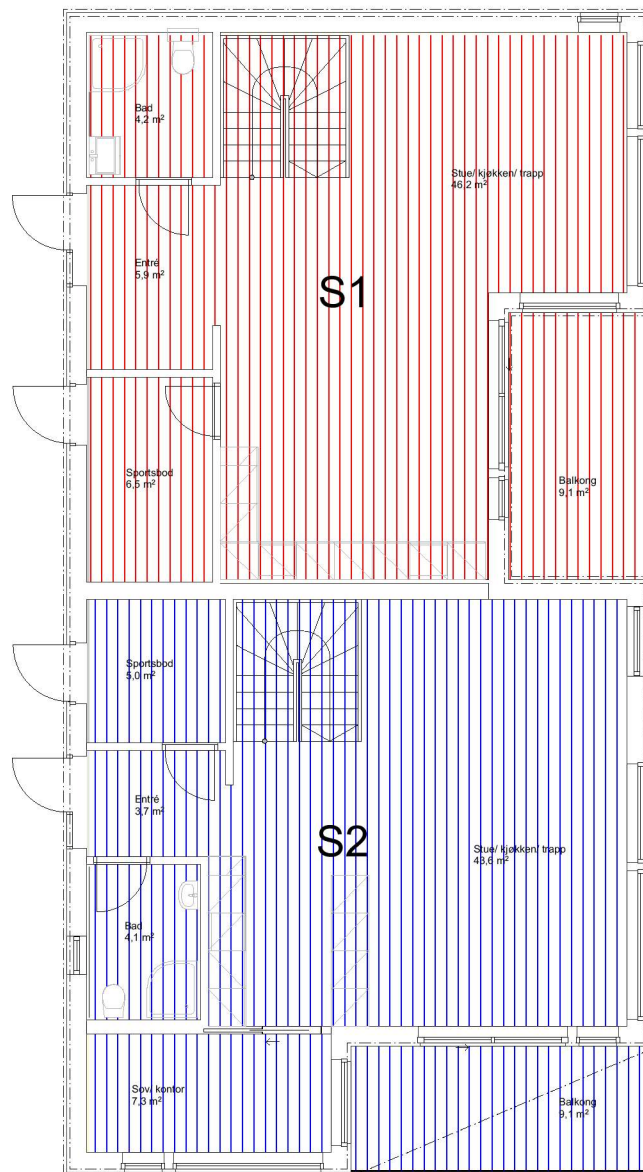 Bad
4,2 m²
Stue/ kjøkken/ trapp
46,2 m²
Entré
5,9 m²
S1
Sportsbod
6,5 m²
Balkong
9,1 m²
Sportsbod
5,0 m²
Entré
3,7 m²
S2
Stue/ kjøkken/ trapp
43,6 m²
Bad
4,1 m²
Sov/ kontor
7,3 m²
Balkong
9,1 m²